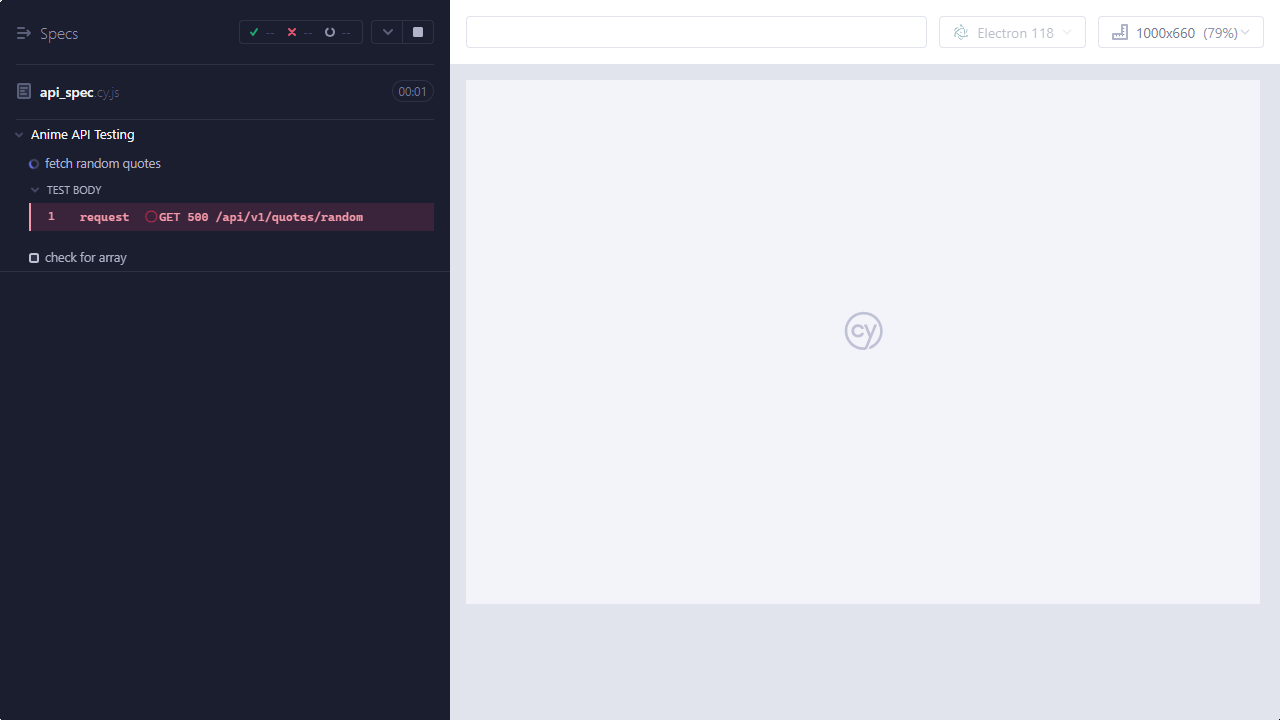 Specs
-- -- --
api_spec.cy.js
00:01
Anime API Testing
fetch random quotes
TEST BODY
1 request GET 500 /api/v1/quotes/random
check for array
Electron 118
1000x660 (79%)
cy